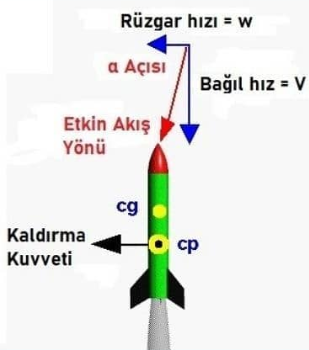 Rüzgar hızı = w
α Açısı
Bağıl hız = V
Etkin Akış
Yönü
cg
Kaldırma
Kuvveti
cp